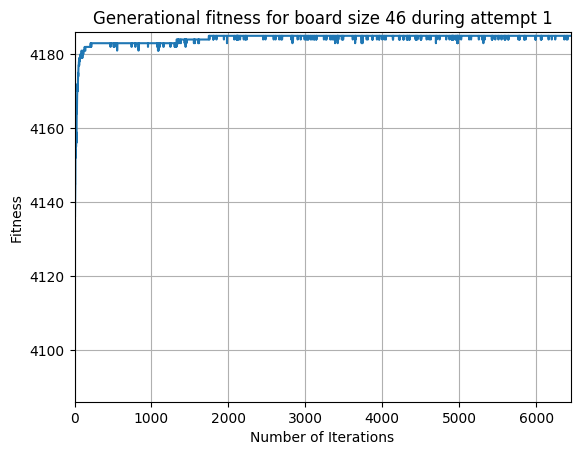 Generational fitness for board size 46 during attempt 1
4180
4160
4140
4120
4100
Fitness
0 1000 2000 3000 4000 5000 6000
Number of Iterations